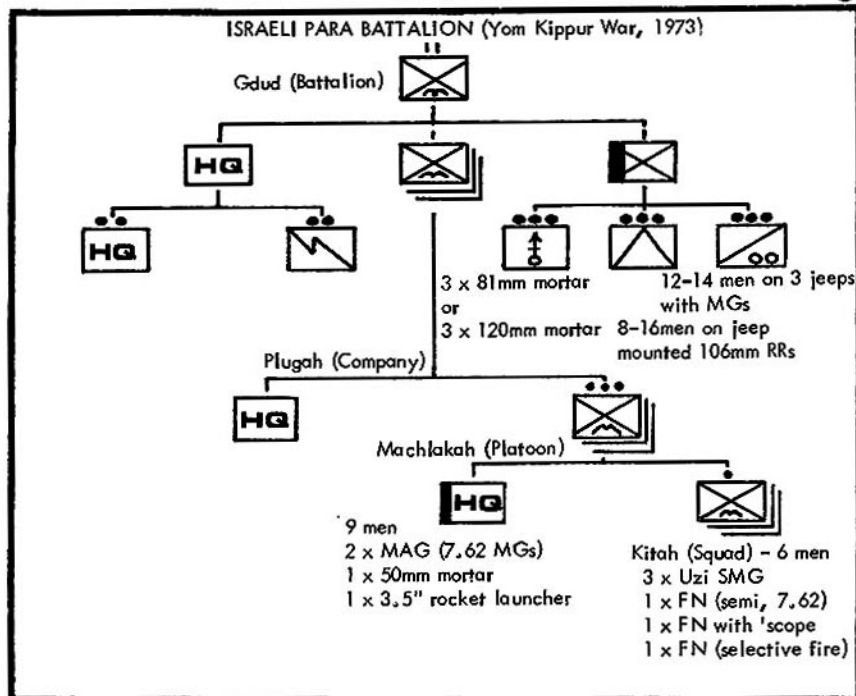 ISRAELI PARA BATTALION (Yom Kippur War, 1973)
Gdud (Battalion)
HQ
HQ
3 x 81mm mortar
or
3 x 120mm mortar
12-14 men on 3 jeeps
with MGs
8-16men on jeep
mounted 106mm RRs
Plugah (Company)
HQ
Machlakah (Platoon)
HQ
9 men
2 x MAG (7.62 MGs)
1 x 50mm mortar
1 x 3.5" rocket launcher
Kitah (Squad) - 6 men
3 x Uzi SMG
1 x FN (semi, 7.62)
1 x FN with 'scope
1 x FN (selective fire)